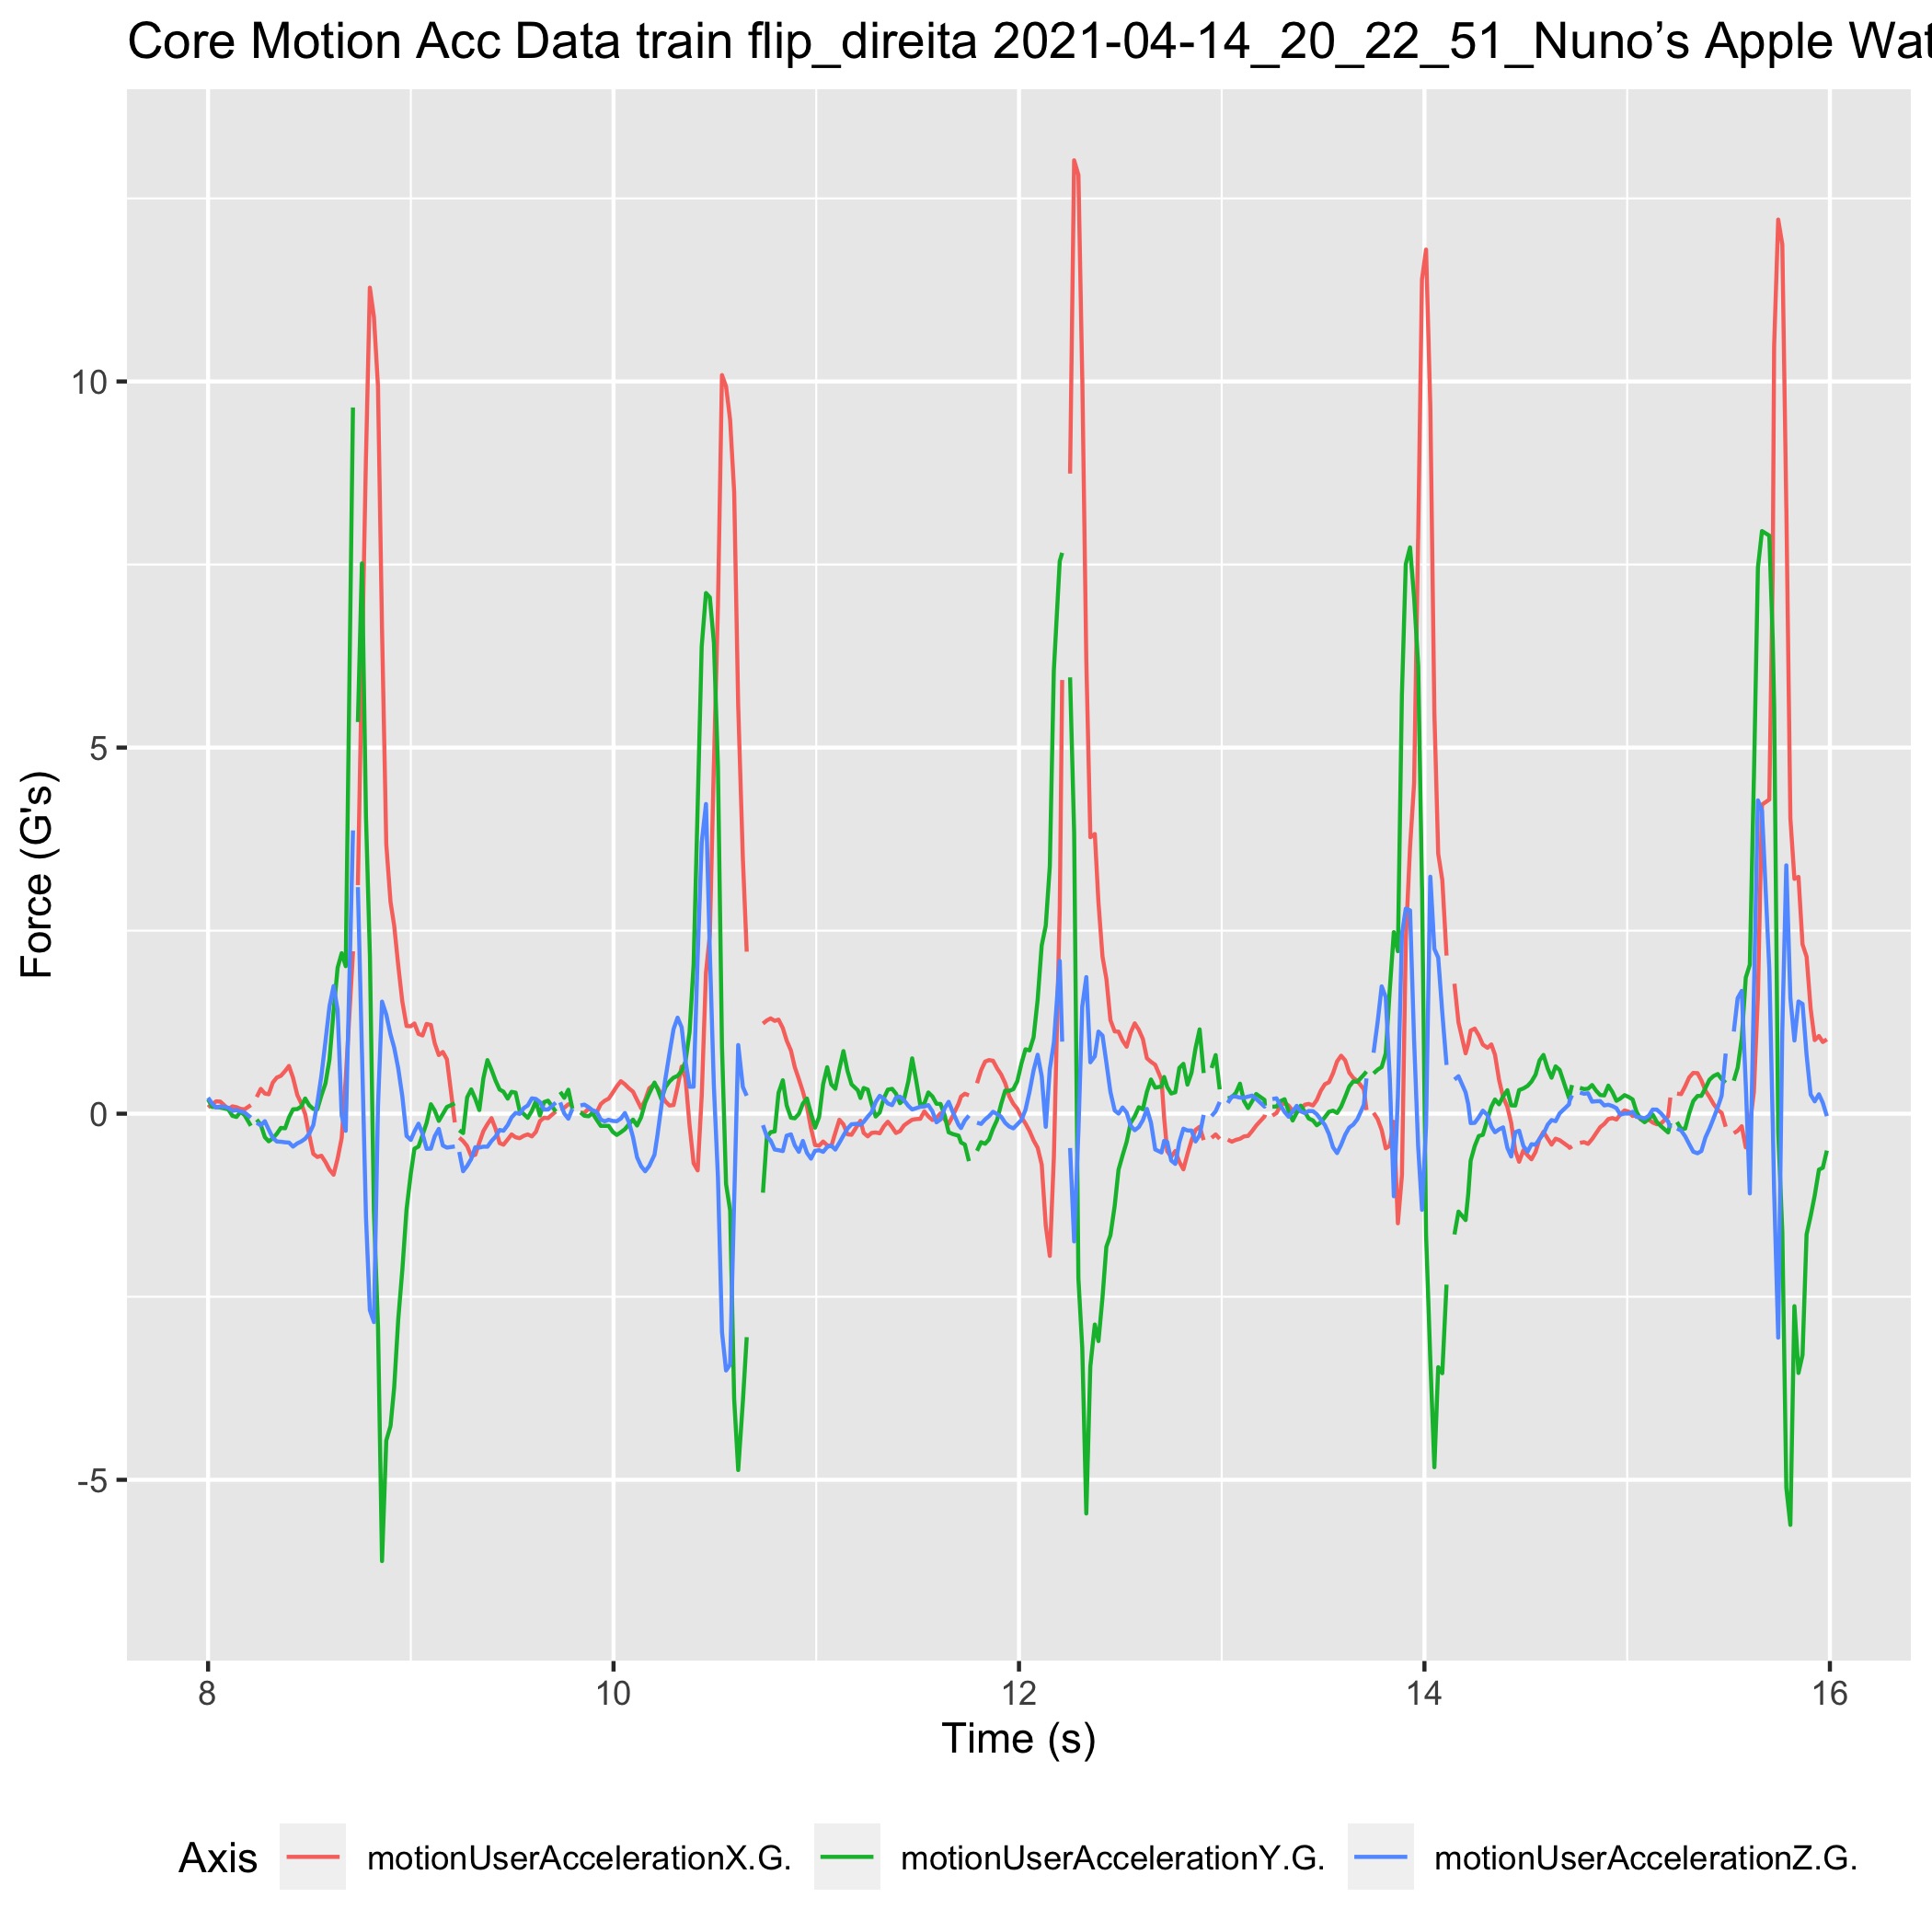 Core Motion Acc Data train flip_direita 2021-04-14_20_22_51_Nuno’s Apple
10
5
0
-5
Force (G's)
8 10 12 14 16
Time (s)
Axis motionUserAccelerationX.G. motionUserAccelerationY.G. motionUserAccelerationZ.G.